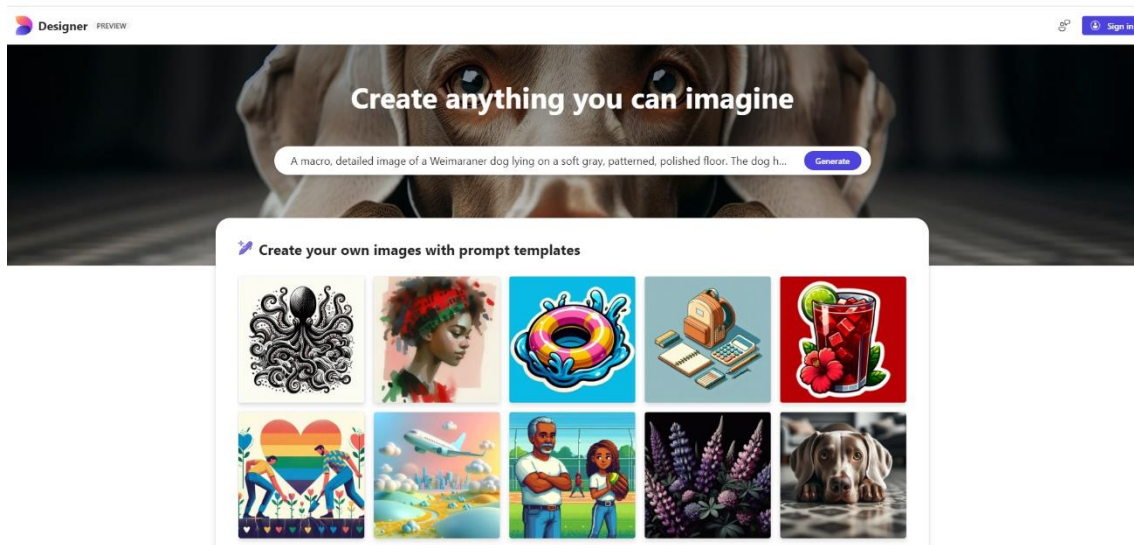 Designer PREVIEW
Sign in
Create anything you can imagine
A macro, detailed image of a Weimaraner dog lying on a soft gray, patterned, polished floor. The dog h...
Generate
Create your own images with prompt templates